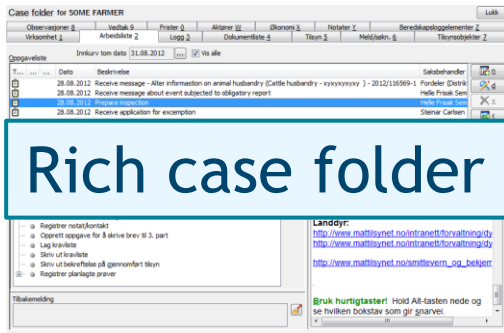 Case folder for SOME FARMER
Lukk
Observasjoner 8 Vedtak 9 Frister 0 Aktører W Økonomi X Notater Y Beredskapsloggelementer Z
Virksomhet 1 Arbeidsliste 2 Logg 3 Dokumentliste 4 Tilsyn 5 Meld/søkn. 6 Tilsynsobjekter 7
Innkurv tom dato 31.08.2012 ... Vis alle
Oppgaveliste
T... ... ... Dato Beskrivelse Saksbehandler
28.08.2012 Receive message - Alter informastion on animal husbandry {Cattle husbandry - xyxyxyxyxy } - 2012/116569-1 Fordeler (Distrik
28.08.2012 Receive message about event subjected to obligatory report Helle Frisak Sem
28.08.2012 Prepare inspection Helle Frisak Sem
28.08.2012 Receive application for excemption Steinar Carlsen
Rich case folder
Registrer notat/kontakt
Opprett oppgave for å skrive brev til 3. part
Lag kravliste
Skriv ut kravliste
Skriv ut bekreftelse på gjennomført tilsyn
Registrer planlagte prøver
Landdyr:
http://www.mattilsynet.no/intranett/forvaltning/dy
http://www.mattilsynet.no/intranett/forvaltning/dy
http://www.mattilsynet.no/smittevern_og_bekjem
Tilbakemelding
Bruk hurtigtaster! Hold Alt-tasten nede og
se hvilken bokstav som gir snarvei.